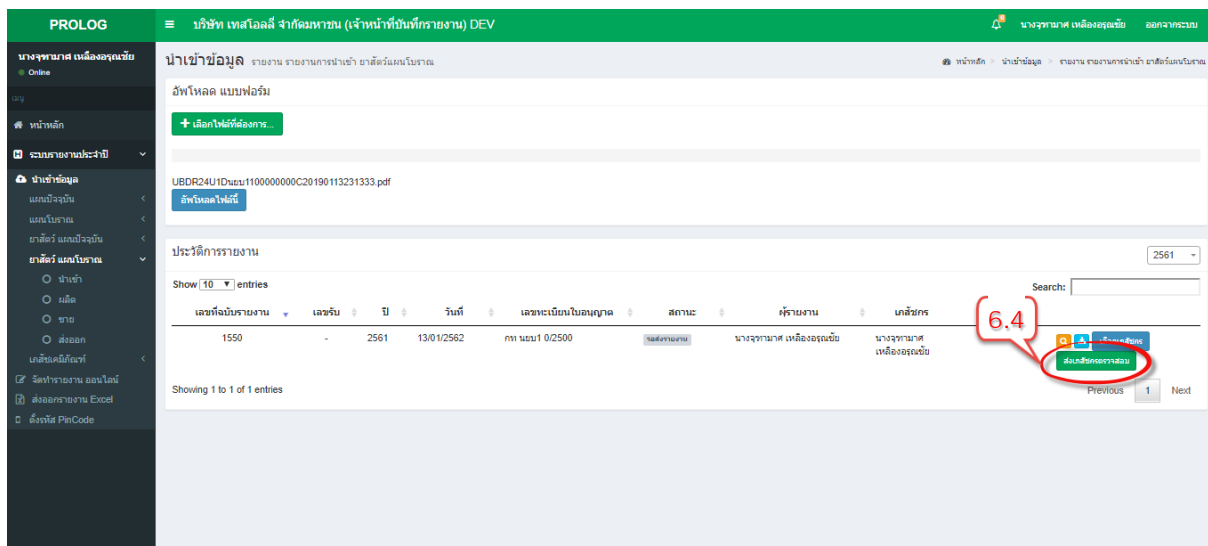 PROLOG
บริษัท เทสโอลลี่ จำกัดมหาชน (เจ้าหน้าที่บันทึกรายงาน) DEV
นางจุฑามาศ เหลืองอรุณชัย
ออกจากระบบ
นางจุฑามาศ เหลืองอรุณชัย
Online
เมนู
หน้าหลัก
ระบบรายงานประจำปี
นำเข้าข้อมูล
แผนปัจจุบัน
แผนโบราณ
ยาสัตว์ แผนปัจจุบัน
ยาสัตว์ แผนโบราณ
นำเข้า
ผลิต
ขาย
ส่งออก
เภสัชเคมีภัณฑ์
จัดทำรายงาน ออนไลน์
ส่งออกรายงาน Excel
ตั้งรหัส PinCode
นำเข้าข้อมูล รายงาน รายงานการนำเข้า ยาสัตว์แผนโบราณ
หน้าหลัก > นำเข้าข้อมูล > รายงาน รายงานการนำเข้า ยาสัตว์แผนโบราณ
อัพโหลด แบบฟอร์ม
+ เลือกไฟล์ที่ต้องการ...
UBDR24U1Dนยบ1100000000C20190113231333.pdf
อัพโหลดไฟล์นี้
ประวัติการรายงาน
2561
Show 10 entries
Search:
เลขที่ฉบับรายงาน เลขรับ ปี วันที่ เลขทะเบียนใบอนุญาต สถานะ ผู้รายงาน เภสัชกร
6.4
1550 - 2561 13/01/2562 กท นยบ1 0/2500 รอส่งรายงาน นางจุฑามาศ เหลืองอรุณชัย นางจุฑามาศ
เหลืองอรุณชัย
ส่งเภสัชกรตรวจสอบ
Showing 1 to 1 of 1 entries
Previous 1 Next